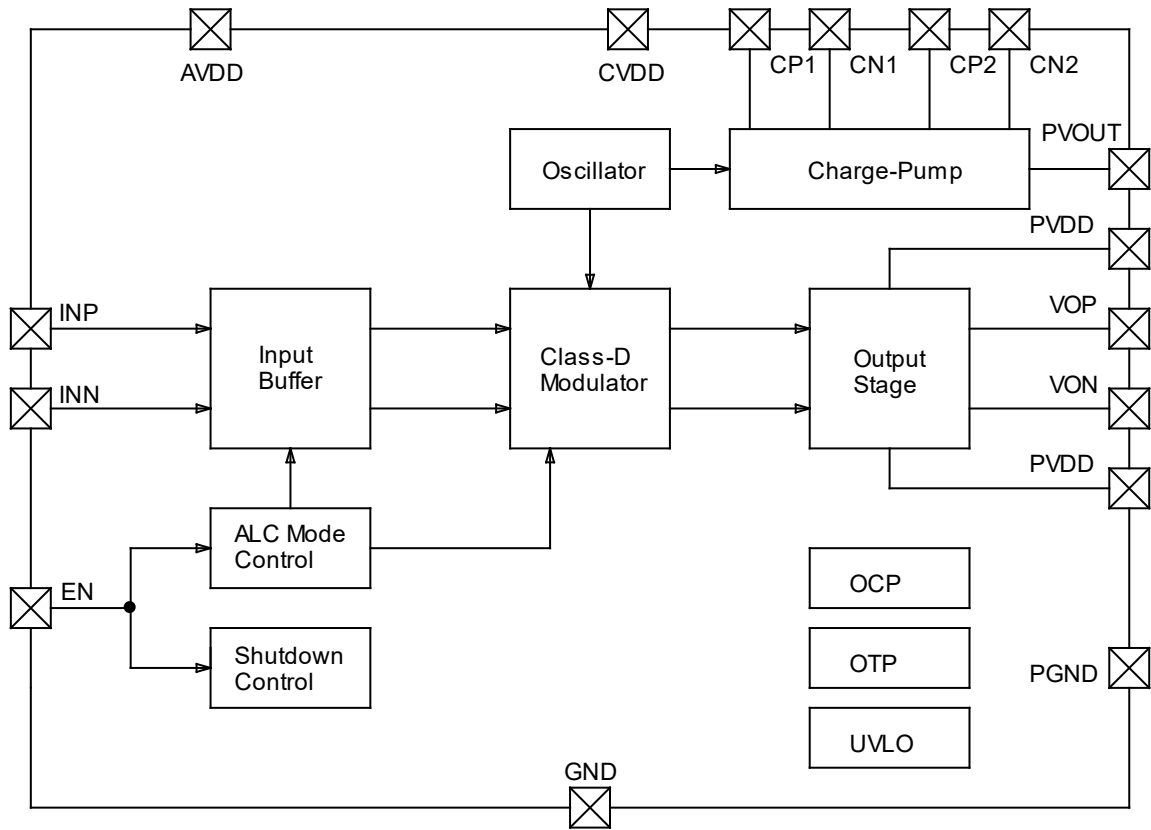 AVDD
CVDD
CP1
CN1
CP2
CN2
PVOUT
Oscillator
Charge-Pump
PVDD
INP
VOP
Input
Buffer
Class-D
Modulator
Output
Stage
INN
VON
PVDD
ALC Mode
Control
EN
OCP
Shutdown
Control
OTP
PGND
UVLO
GND